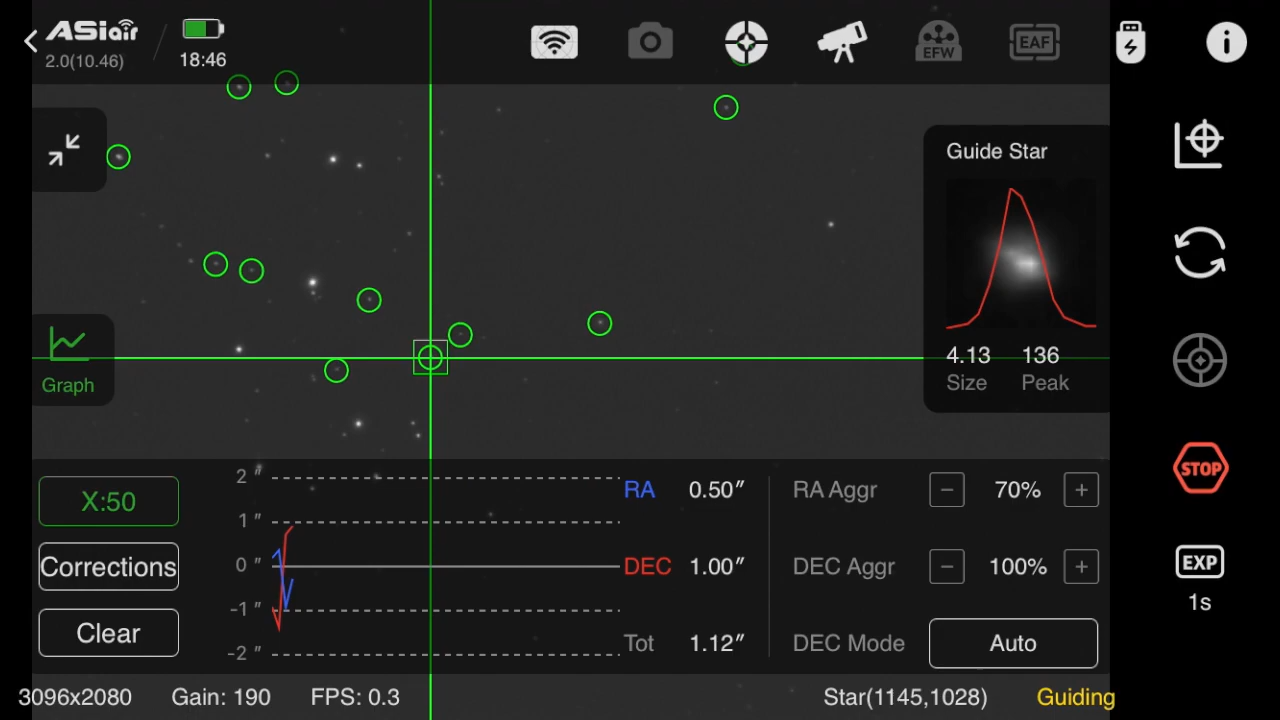 ASiair
2.0(10.46)
18:46
EFW
EAF
Guide Star
4.13 136
Size Peak
Graph
X:50
Corrections
Clear
2 ″
1 ″
0 ″
-1 ″
-2 ″
RA 0.50″
DEC 1.00″
Tot 1.12″
RA Aggr − 70% +
DEC Aggr − 100% +
DEC Mode Auto
STOP
EXP
1s
3096x2080 Gain: 190 FPS: 0.3 Star(1145,1028) Guiding